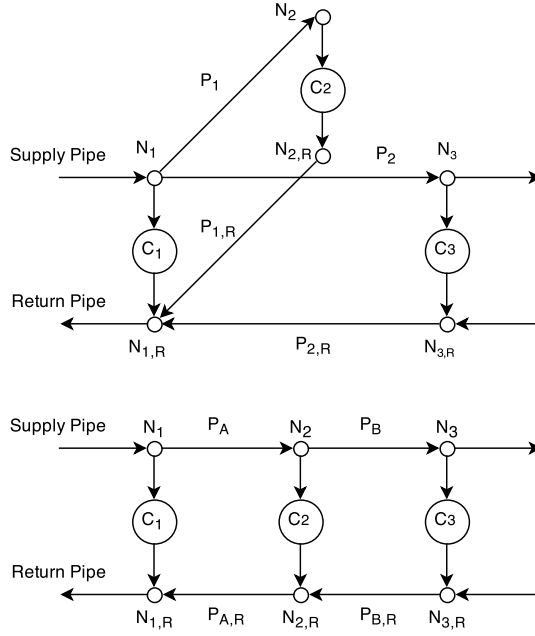 N2
P1
C2
N1
N2,R
P2
N3
Supply Pipe
P1,R
C1
C3
Return Pipe
N1,R
P2,R
N3,R
Supply Pipe
N1
PA
N2
PB
N3
C1
C2
C3
Return Pipe
N1,R
PA,R
N2,R
PB,R
N3,R